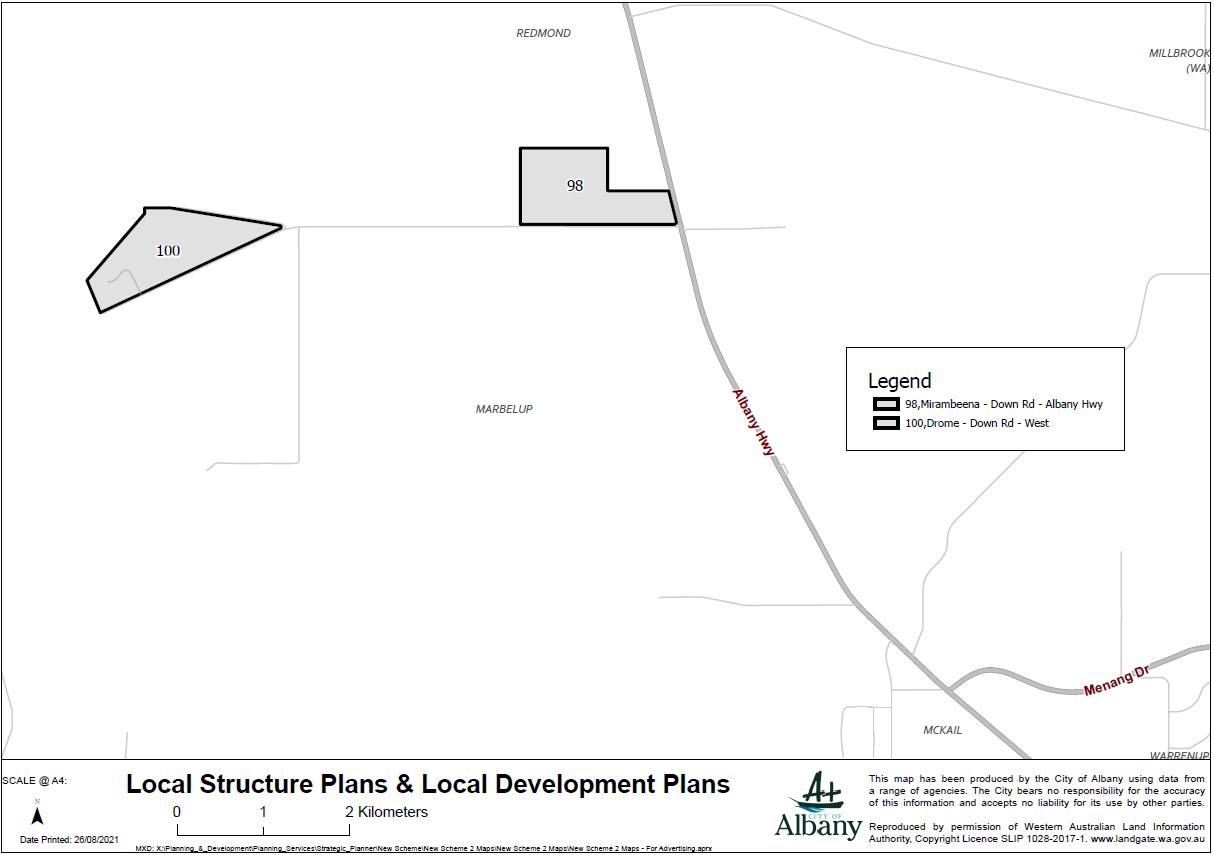 REDMOND
MILLBROOK
(WA)
98
100
MARBELUP
Albany Hwy
Legend
98,Mirambeena - Down Rd - Albany Hwy
100,Drome - Down Rd - West
Menang Dr
MCKAIL
WARRENUP
SCALE @ A4:
N
Date Printed: 26/08/2021
Local Structure Plans & Local Development Plans
0 1 2 Kilometers
MXD: X:\Planning_&_Development\Planning_Services\Strategic_Planner\New Scheme\New Scheme 2 Maps\New Scheme 2 Maps\New Scheme 2 Maps - For Advertising.aprx
CITY OF
Albany
This map has been produced by the City of Albany using data from
a range of agencies. The City bears no responsibility for the accuracy
of this information and accepts no liability for its use by other parties.
Reproduced by permission of Western Australian Land Information
Authority, Copyright Licence SLIP 1028-2017-1. www.landgate.wa.gov.au